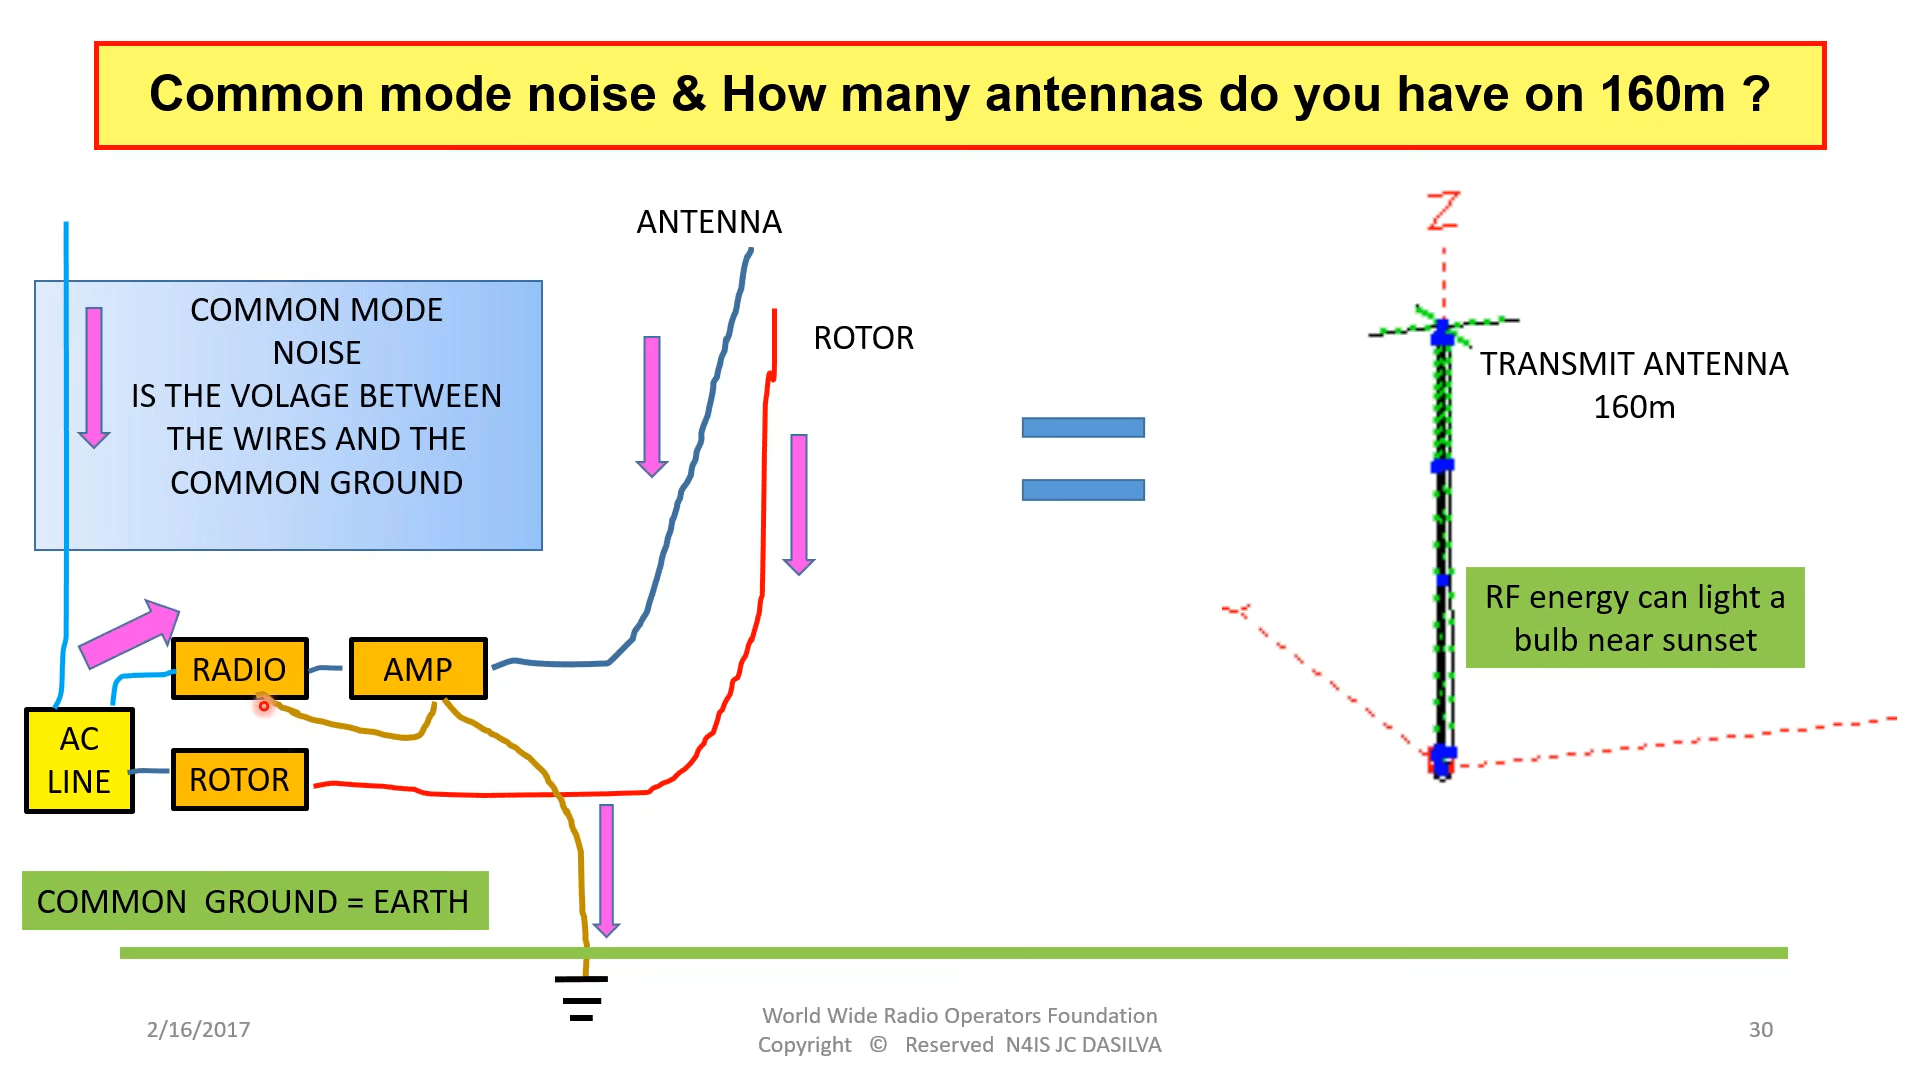 Common mode noise & How many antennas do you have on 160m ?
ANTENNA
ROTOR
COMMON MODE
NOISE
IS THE VOLAGE BETWEEN
THE WIRES AND THE
COMMON GROUND
Z
TRANSMIT ANTENNA
160m
RF energy can light a
bulb near sunset
Y
RADIO
AMP
AC
LINE
ROTOR
COMMON GROUND = EARTH
2/16/2017
World Wide Radio Operators Foundation
Copyright © Reserved N4IS JC DASILVA
30